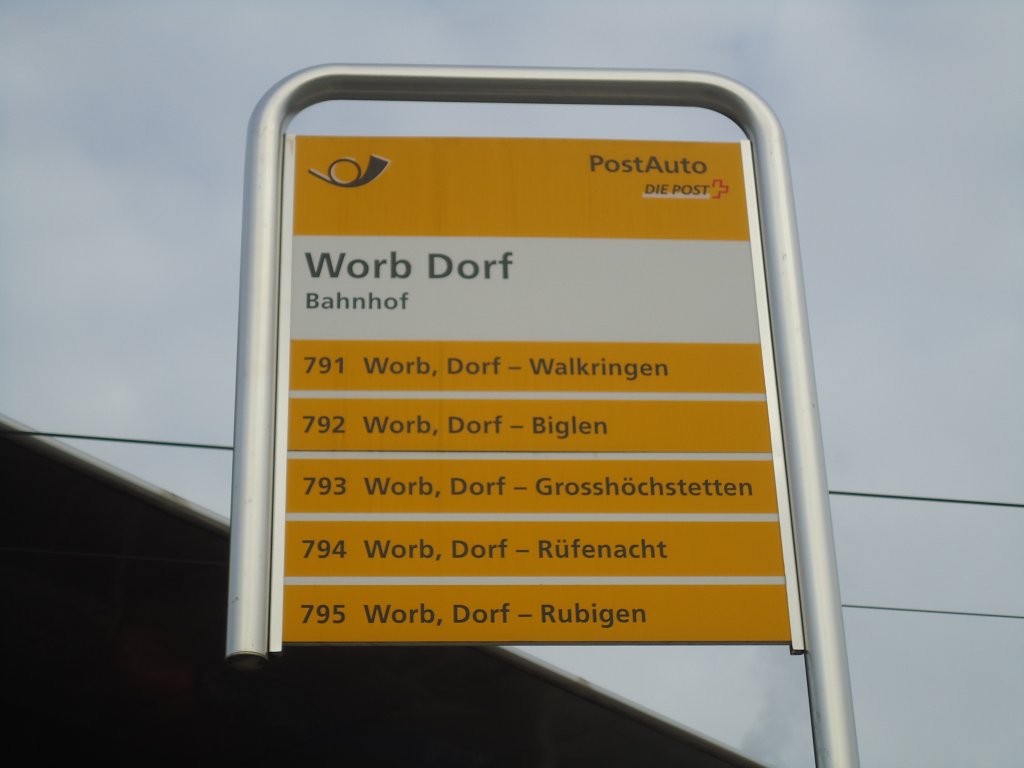 PostAuto
DIE POST
Worb Dorf
Bahnhof
791 Worb, Dorf – Walkringen
792 Worb, Dorf – Biglen
793 Worb, Dorf – Grosshöchstetten
794 Worb, Dorf – Rüfenacht
795 Worb, Dorf – Rubigen